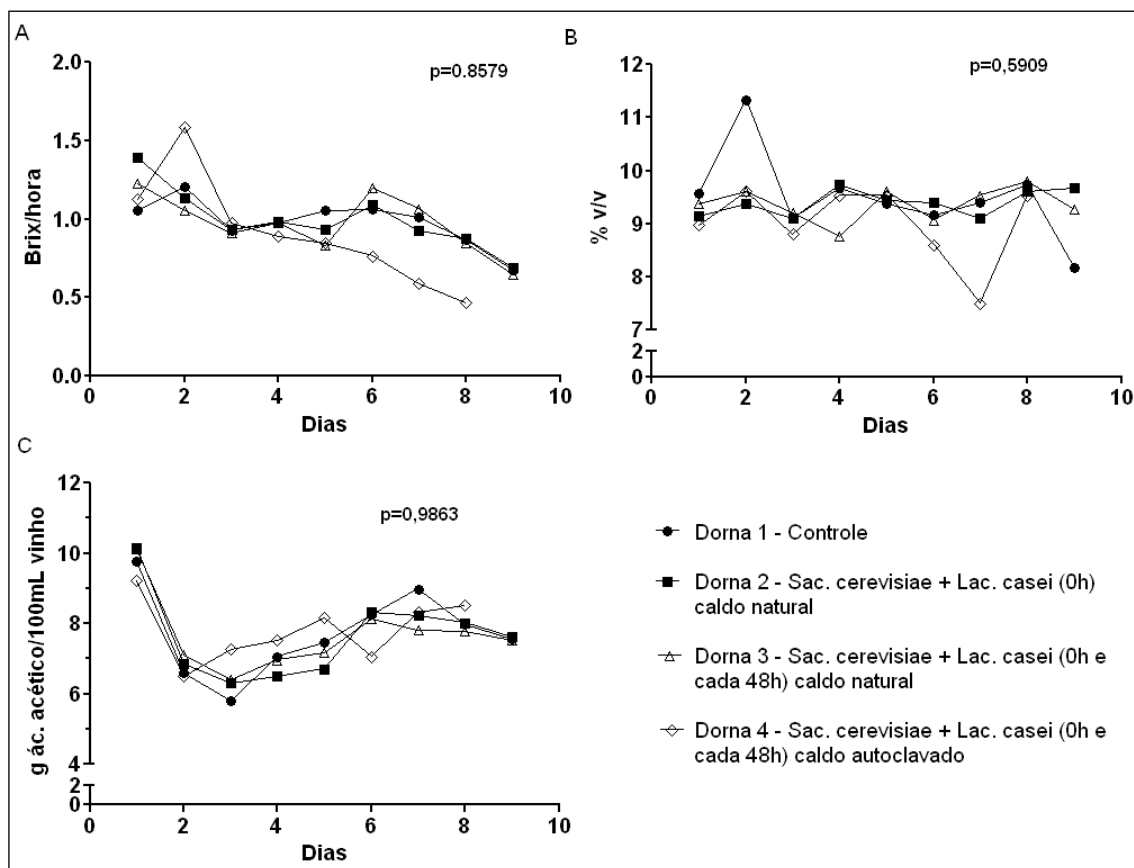 A
p=0.8579
Brix/hora
2.0
1.5
1.0
0.5
0.0
0 2 4 6 8 10
Dias
B
p=0,5909
% v/v
12
11
10
9
8
7
2
0
0 2 4 6 8 10
Dias
C
p=0,9863
g ác. acético/100mL vinho
12
10
8
6
4
2
0
0 2 4 6 8 10
Dias
Dorna 1 - Controle
Dorna 2 - Sac. cerevisiae + Lac. casei (0h)
caldo natural
Dorna 3 - Sac. cerevisiae + Lac. casei (0h e
cada 48h) caldo natural
Dorna 4 - Sac. cerevisiae + Lac. casei (0h e
cada 48h) caldo autoclavado